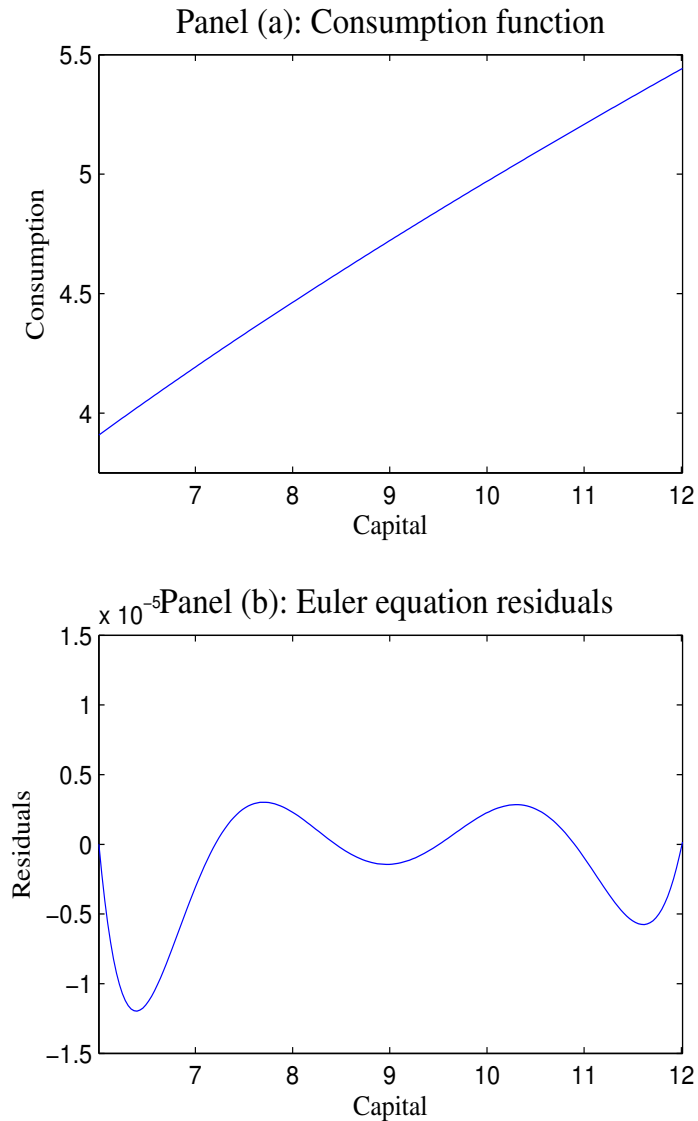 Panel (a): Consumption function
5.5
5
4.5
4
Consumption
7 8 9 10 11 12
Capital
x 10⁻⁵ Panel (b): Euler equation residuals
1.5
1
0.5
0
−0.5
−1
−1.5
Residuals
7 8 9 10 11 12
Capital